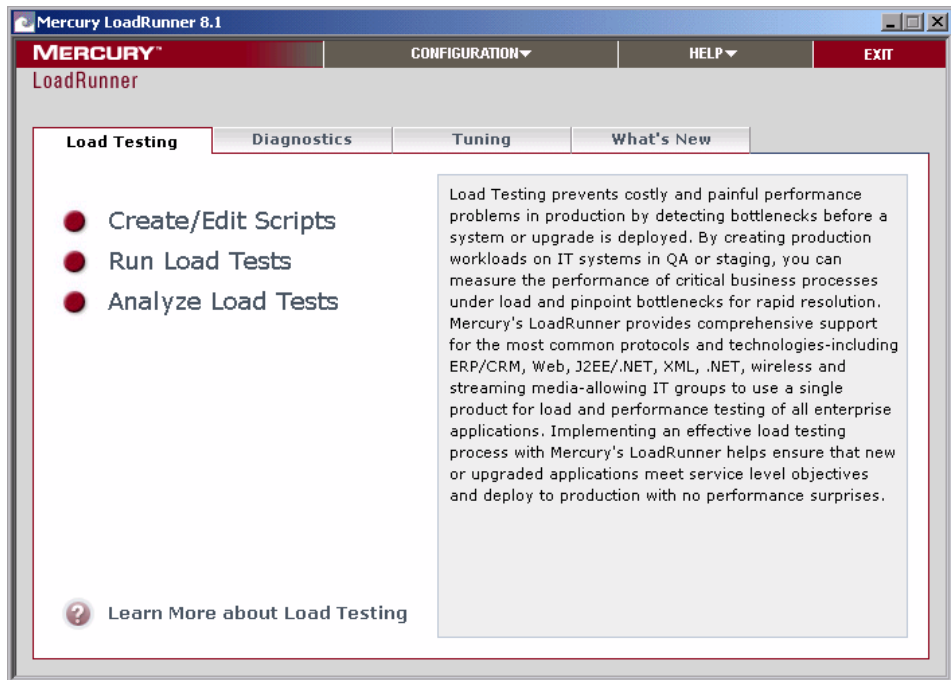 Mercury LoadRunner 8.1
MERCURY™ CONFIGURATION HELP EXIT
LoadRunner
Load Testing Diagnostics Tuning What's New
Create/Edit Scripts
Run Load Tests
Analyze Load Tests
Learn More about Load Testing
Load Testing prevents costly and painful performance
problems in production by detecting bottlenecks before a
system or upgrade is deployed. By creating production
workloads on IT systems in QA or staging, you can
measure the performance of critical business processes
under load and pinpoint bottlenecks for rapid resolution.
Mercury's LoadRunner provides comprehensive support
for the most common protocols and technologies-including
ERP/CRM, Web, J2EE/.NET, XML, .NET, wireless and
streaming media-allowing IT groups to use a single
product for load and performance testing of all enterprise
applications. Implementing an effective load testing
process with Mercury's LoadRunner helps ensure that new
or upgraded applications meet service level objectives
and deploy to production with no performance surprises.